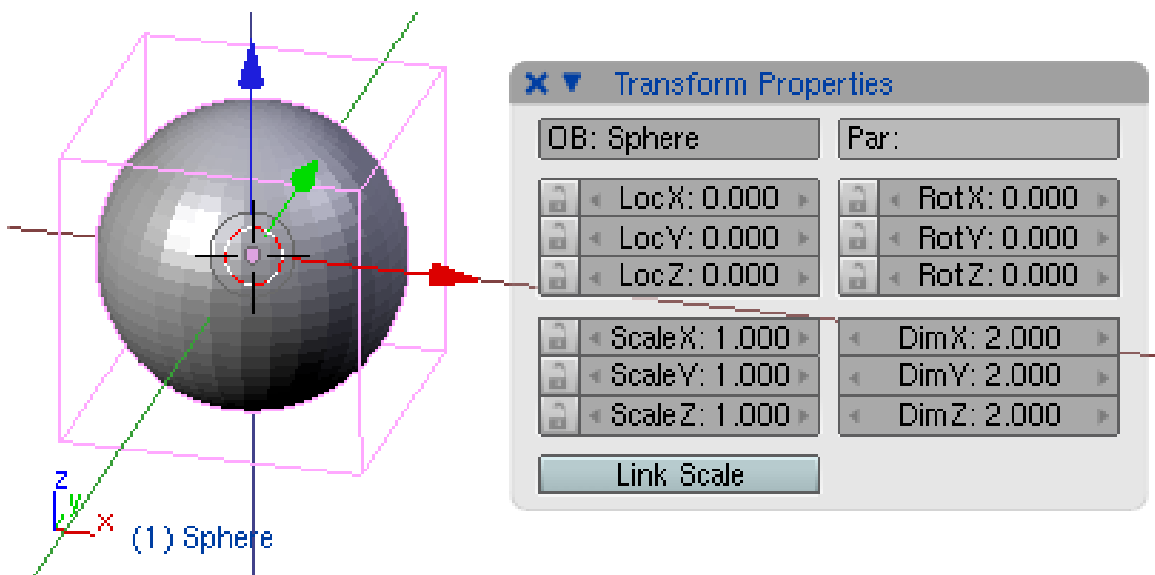 Transform Properties
OB: Sphere
Par:
LocX: 0.000
RotX: 0.000
LocY: 0.000
RotY: 0.000
LocZ: 0.000
RotZ: 0.000
ScaleX: 1.000
DimX: 2.000
ScaleY: 1.000
DimY: 2.000
ScaleZ: 1.000
DimZ: 2.000
Link Scale
z
y
x
(1) Sphere